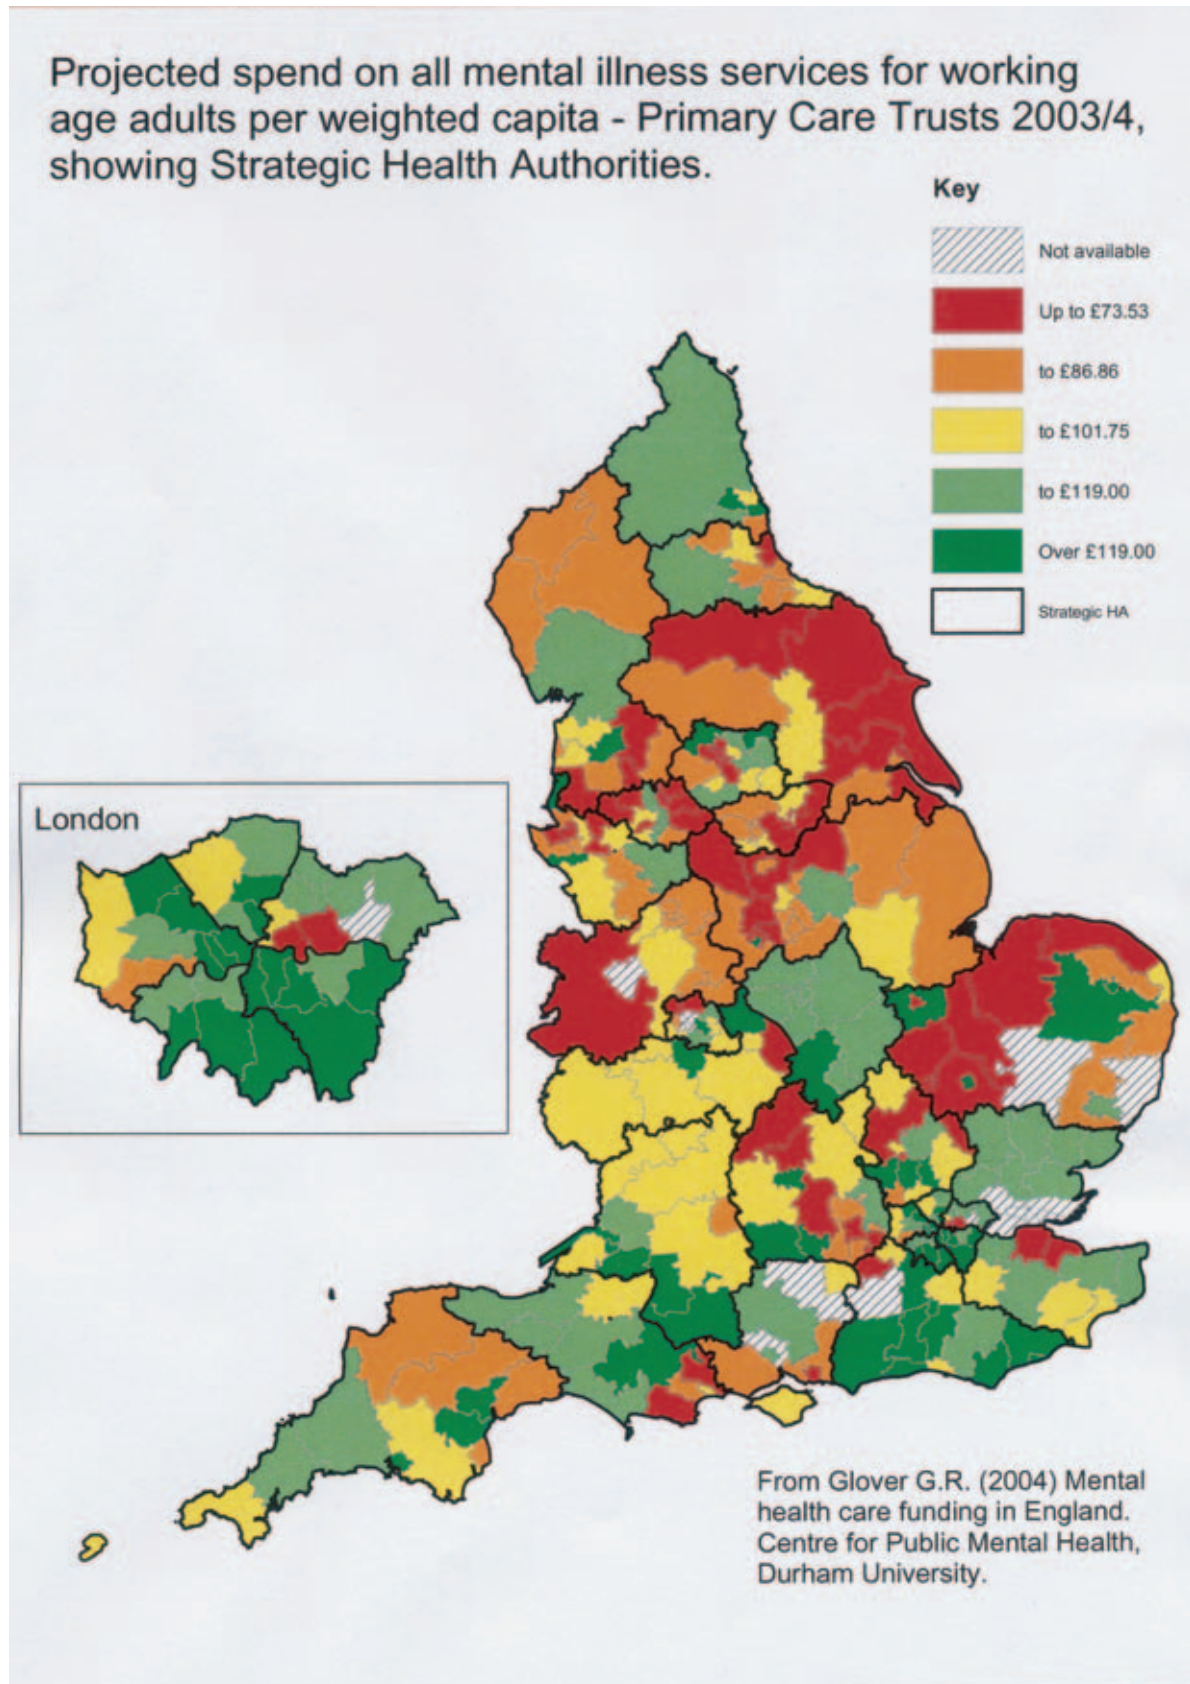 Projected spend on all mental illness services for working
age adults per weighted capita - Primary Care Trusts 2003/4,
showing Strategic Health Authorities.
Key
Not available
Up to £73.53
to £86.86
to £101.75
to £119.00
Over £119.00
Strategic HA
London
From Glover G.R. (2004) Mental
health care funding in England.
Centre for Public Mental Health,
Durham University.